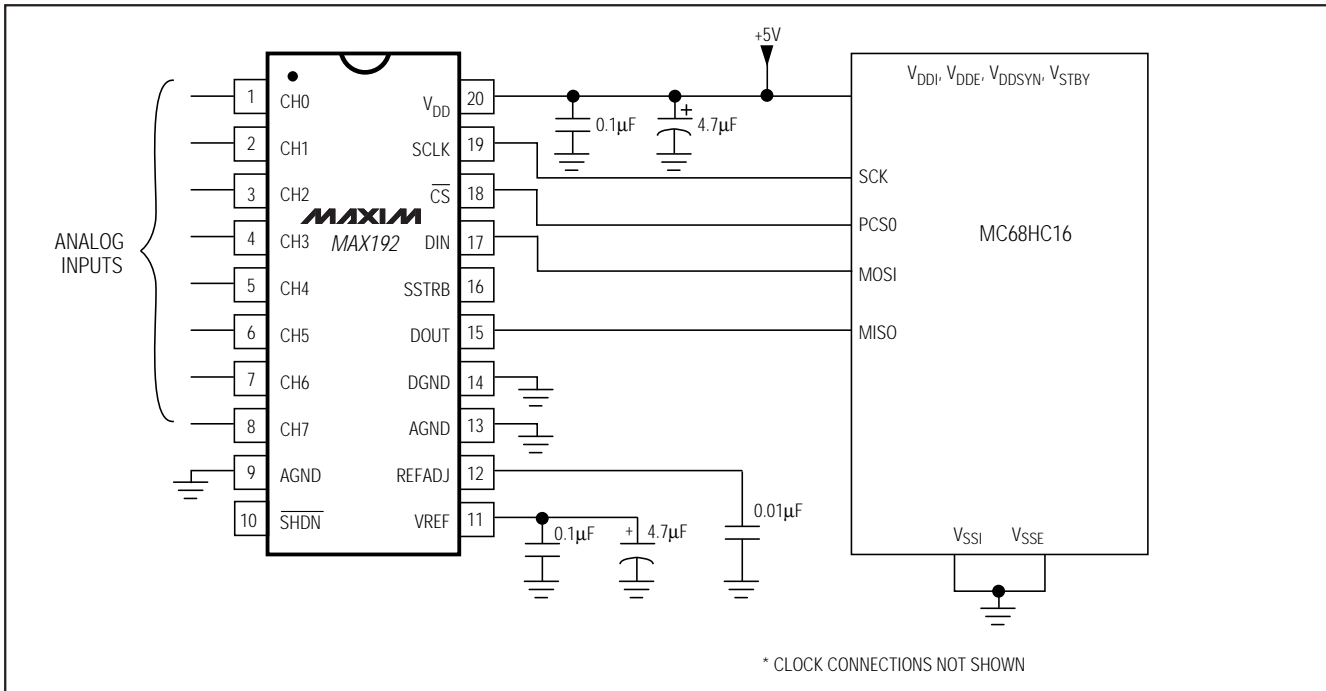 +5V
ANALOG
INPUTS
1 CH0
2 CH1
3 CH2
4 CH3
5 CH4
6 CH5
7 CH6
8 CH7
9 AGND
10 SHDN
MAXIM
MAX192
VDD 20
SCLK 19
CS 18
DIN 17
SSTRB 16
DOUT 15
DGND 14
AGND 13
REFADJ 12
VREF 11
0.1µF
+
4.7µF
0.1µF
+
4.7µF
0.01µF
VDDI, VDDE, VDDSYN, VSTBY
SCK
PCS0
MOSI
MISO
MC68HC16
VSSI VSSE
* CLOCK CONNECTIONS NOT SHOWN